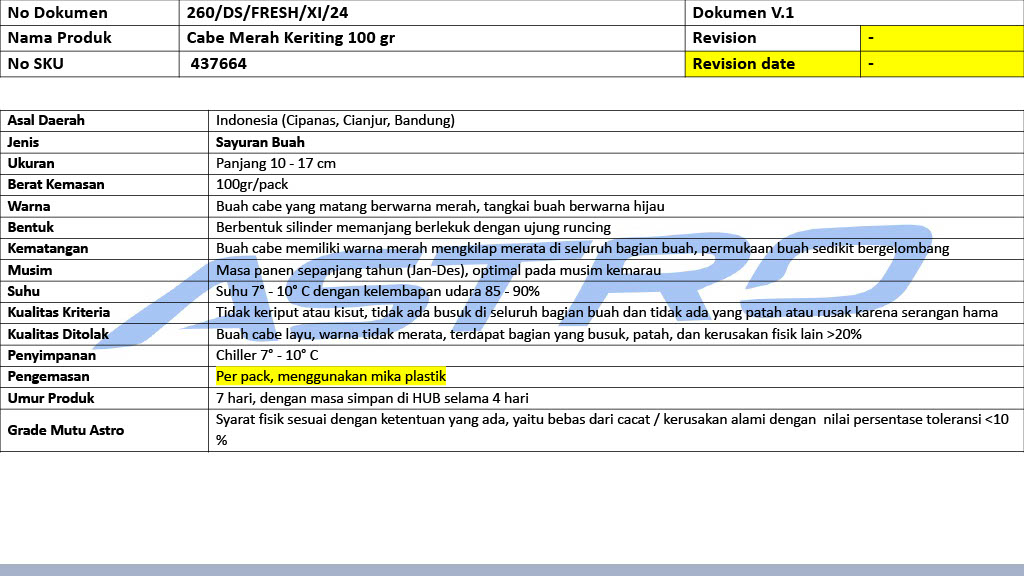 No Dokumen 260/DS/FRESH/XI/24 Dokumen V.1
Nama Produk Cabe Merah Keriting 100 gr Revision -
No SKU 437664 Revision date -
Asal Daerah Indonesia (Cipanas, Cianjur, Bandung)
Jenis Sayuran Buah
Ukuran Panjang 10 - 17 cm
Berat Kemasan 100gr/pack
Warna Buah cabe yang matang berwarna merah, tangkai buah berwarna hijau
Bentuk Berbentuk silinder memanjang berlekuk dengan ujung runcing
Kematangan Buah cabe memiliki warna merah mengkilap merata di seluruh bagian buah, permukaan buah sedikit bergelombang
Musim Masa panen sepanjang tahun (Jan-Des), optimal pada musim kemarau
Suhu Suhu 7° - 10° C dengan kelembapan udara 85 - 90%
Kualitas Kriteria Tidak keriput atau kisut, tidak ada busuk di seluruh bagian buah dan tidak ada yang patah atau rusak karena serangan hama
Kualitas Ditolak Buah cabe layu, warna tidak merata, terdapat bagian yang busuk, patah, dan kerusakan fisik lain >20%
Penyimpanan Chiller 7° - 10° C
Pengemasan Per pack, menggunakan mika plastik
Umur Produk 7 hari, dengan masa simpan di HUB selama 4 hari
Grade Mutu Astro Syarat fisik sesuai dengan ketentuan yang ada, yaitu bebas dari cacat / kerusakan alami dengan  nilai persentase toleransi <10
%
ASTRO